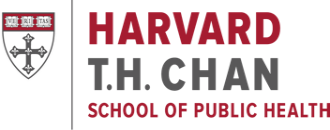 HARVARD
T.H. CHAN
SCHOOL OF PUBLIC HEALTH